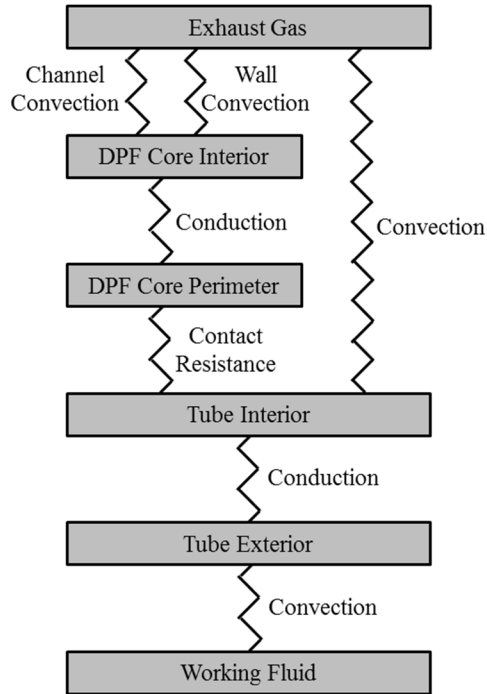 Exhaust Gas
Channel
Convection
Wall
Convection
DPF Core Interior
Conduction
Convection
DPF Core Perimeter
Contact
Resistance
Tube Interior
Conduction
Tube Exterior
Convection
Working Fluid